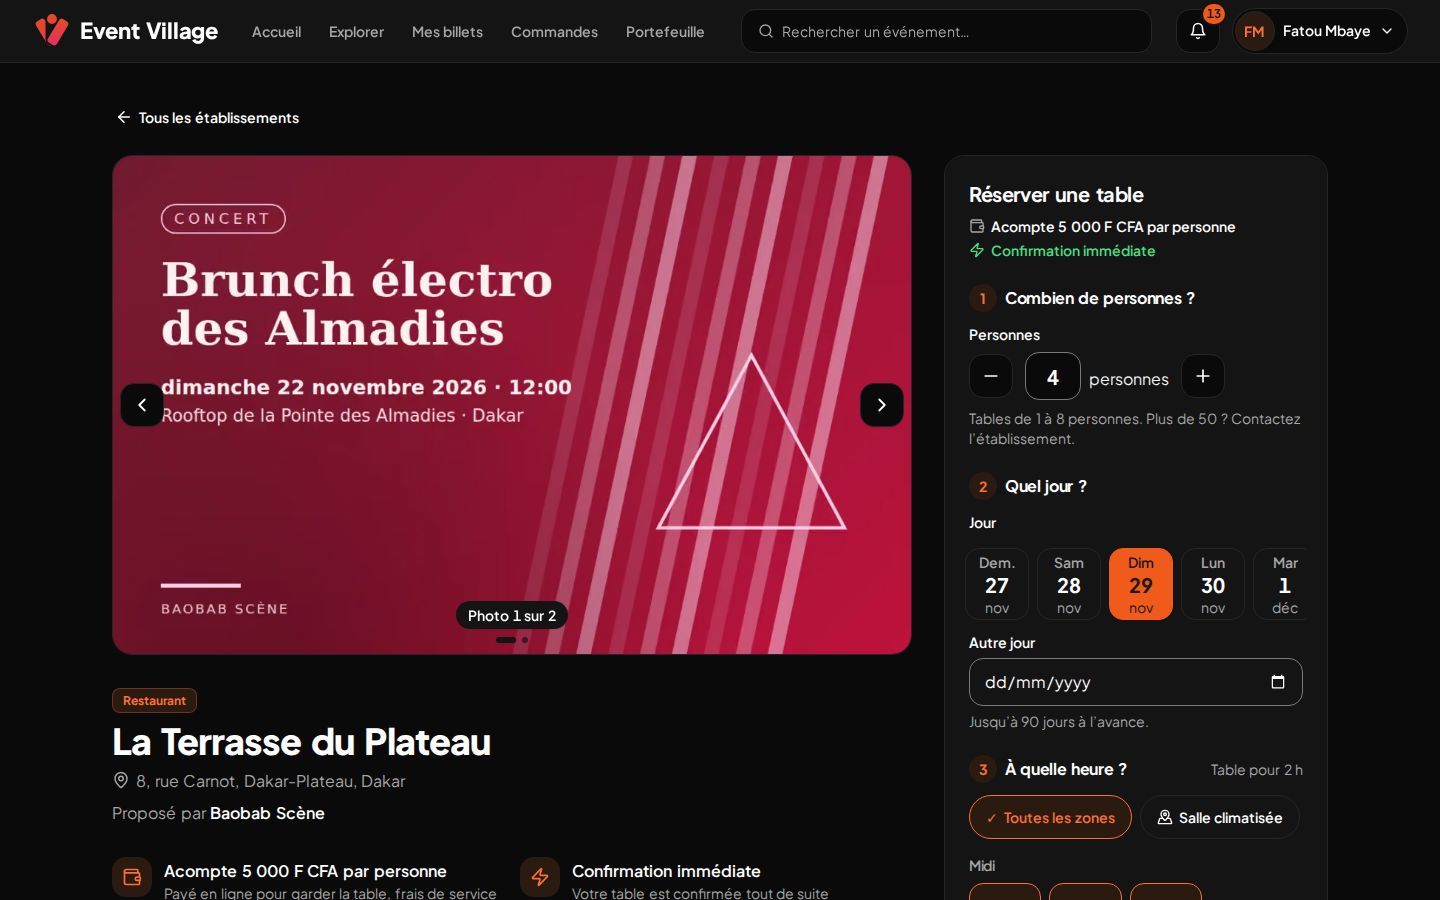 Event Village
Accueil
Explorer
Mes billets
Commandes
Portefeuille
Rechercher un événement…
13
FM
Fatou Mbaye
Tous les établissements
CONCERT
Brunch électro
des Almadies
dimanche 22 novembre 2026 · 12:00
Rooftop de la Pointe des Almadies · Dakar
BAOBAB SCÈNE
Photo 1 sur 2
Restaurant
La Terrasse du Plateau
8, rue Carnot, Dakar-Plateau, Dakar
Proposé par Baobab Scène
Acompte 5 000 F CFA par personne
Payé en ligne pour garder la table, frais de service
Confirmation immédiate
Votre table est confirmée tout de suite
Réserver une table
Acompte 5 000 F CFA par personne
Confirmation immédiate
1 Combien de personnes ?
Personnes
4 personnes
Tables de 1 à 8 personnes. Plus de 50 ? Contactez
l’établissement.
2 Quel jour ?
Jour
Dem. 27 nov
Sam 28 nov
Dim 29 nov
Lun 30 nov
Mar 1 déc
Autre jour
dd/mm/yyyy
Jusqu’à 90 jours à l’avance.
3 À quelle heure ?
Table pour 2 h
✓ Toutes les zones
Salle climatisée
Midi